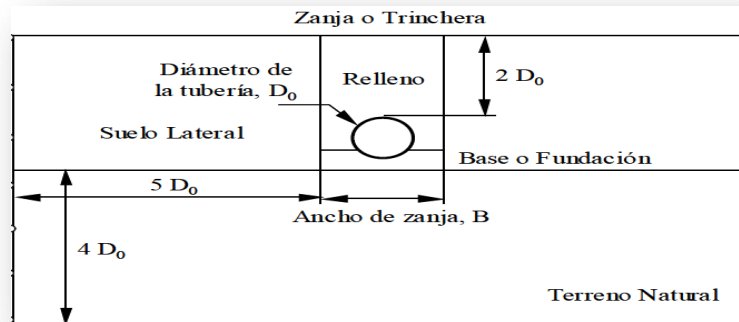 Zanja o Trinchera
Diámetro de
la tubería, D₀
Relleno
2 D₀
Suelo Lateral
Base o Fundación
5 D₀
Ancho de zanja, B
4 D₀
Terreno Natural